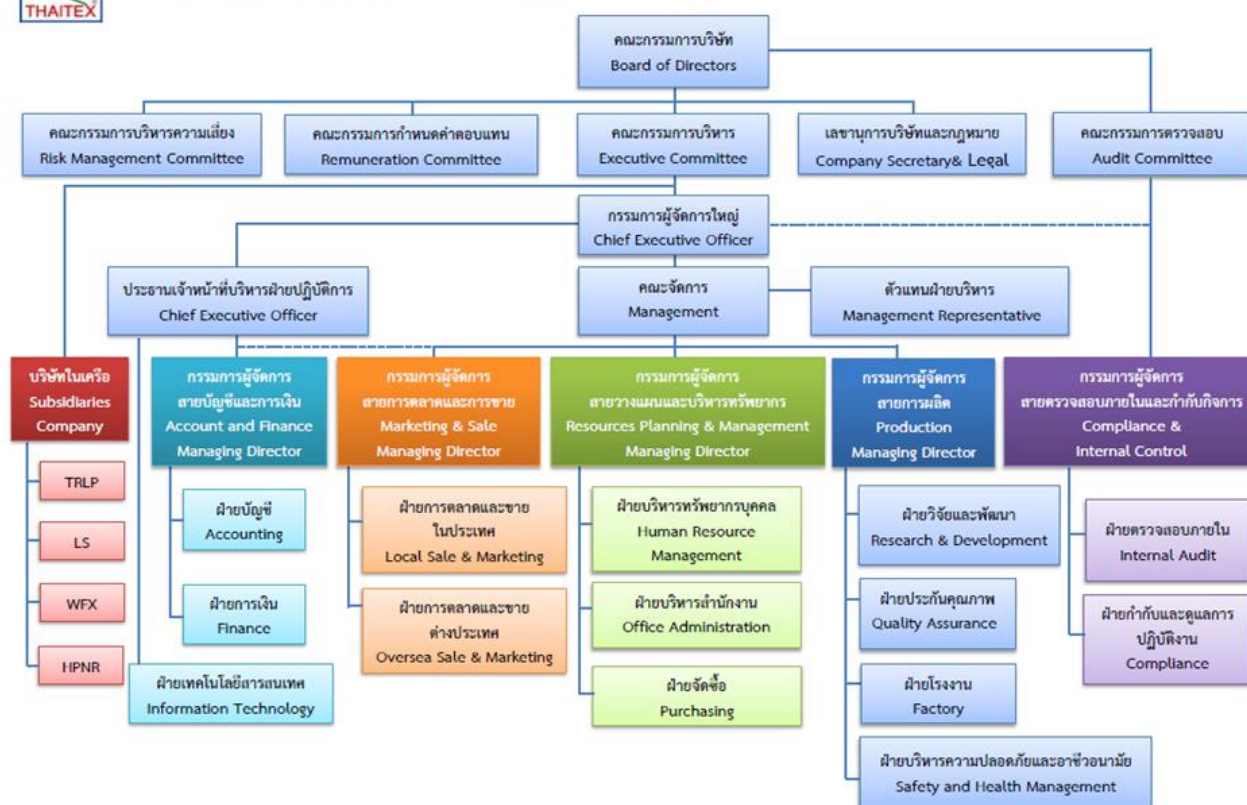 THAITEX
คณะกรรมการบริษัท
Board of Directors
คณะกรรมการบริหารความเสี่ยง
Risk Management Committee
คณะกรรมการกำหนดค่าตอบแทน
Remuneration Committee
คณะกรรมการบริหาร
Executive Committee
เลขานุการบริษัทและกฎหมาย
Company Secretary& Legal
คณะกรรมการตรวจสอบ
Audit Committee
กรรมการผู้จัดการใหญ่
Chief Executive Officer
ประธานเจ้าหน้าที่บริหารฝ่ายปฏิบัติการ
Chief Executive Officer
คณะจัดการ
Management
ตัวแทนฝ่ายบริหาร
Management Representative
บริษัทในเครือ
Subsidiaries
Company
กรรมการผู้จัดการ
สายบัญชีและการเงิน
Account and Finance
Managing Director
กรรมการผู้จัดการ
สายการตลาดและการขาย
Marketing & Sale
Managing Director
กรรมการผู้จัดการ
สายวางแผนและบริหารทรัพยากร
Resources Planning & Management
Managing Director
กรรมการผู้จัดการ
สายการผลิต
Production
Managing Director
กรรมการผู้จัดการ
สายตรวจสอบภายในและกำกับกิจการ
Compliance &
Internal Control
TRLP
LS
WFX
HPNR
ฝ่ายบัญชี
Accounting
ฝ่ายการเงิน
Finance
ฝ่ายเทคโนโลยีสารสนเทศ
Information Technology
ฝ่ายการตลาดและขาย
ในประเทศ
Local Sale & Marketing
ฝ่ายการตลาดและขาย
ต่างประเทศ
Oversea Sale & Marketing
ฝ่ายบริหารทรัพยากรบุคคล
Human Resource
Management
ฝ่ายบริหารสำนักงาน
Office Administration
ฝ่ายจัดซื้อ
Purchasing
ฝ่ายวิจัยและพัฒนา
Research & Development
ฝ่ายประกันคุณภาพ
Quality Assurance
ฝ่ายโรงงาน
Factory
ฝ่ายบริหารความปลอดภัยและอาชีวอนามัย
Safety and Health Management
ฝ่ายตรวจสอบภายใน
Internal Audit
ฝ่ายกำกับและดูแลการ
ปฏิบัติงาน
Compliance